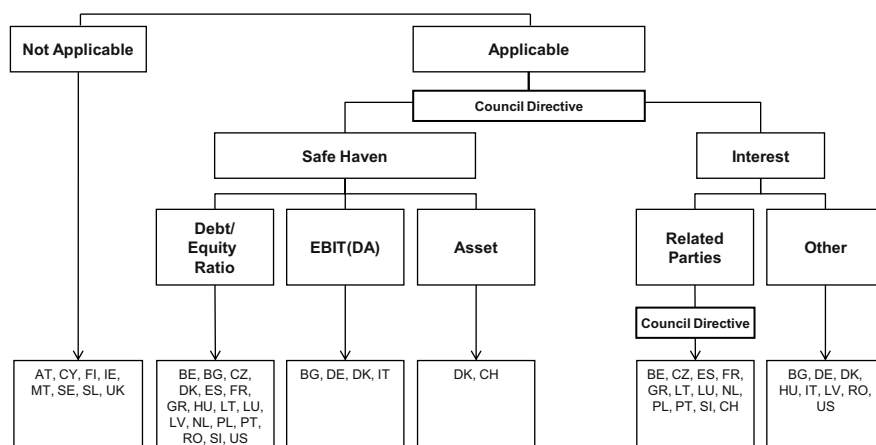 Not Applicable
Applicable
Council Directive
Safe Haven
Interest
Debt/
Equity
Ratio
EBIT(DA)
Asset
Related
Parties
Other
Council Directive
AT, CY, FI, IE,
MT, SE, SL, UK
BE, BG, CZ,
DK, ES, FR,
GR, HU, LT, LU,
LV, NL, PL, PT,
RO, SI, US
BG, DE, DK, IT
DK, CH
BE, CZ, ES, FR,
GR, LT, LU, NL,
PL, PT, SI, CH
BG, DE, DK,
HU, IT, LV, RO,
US